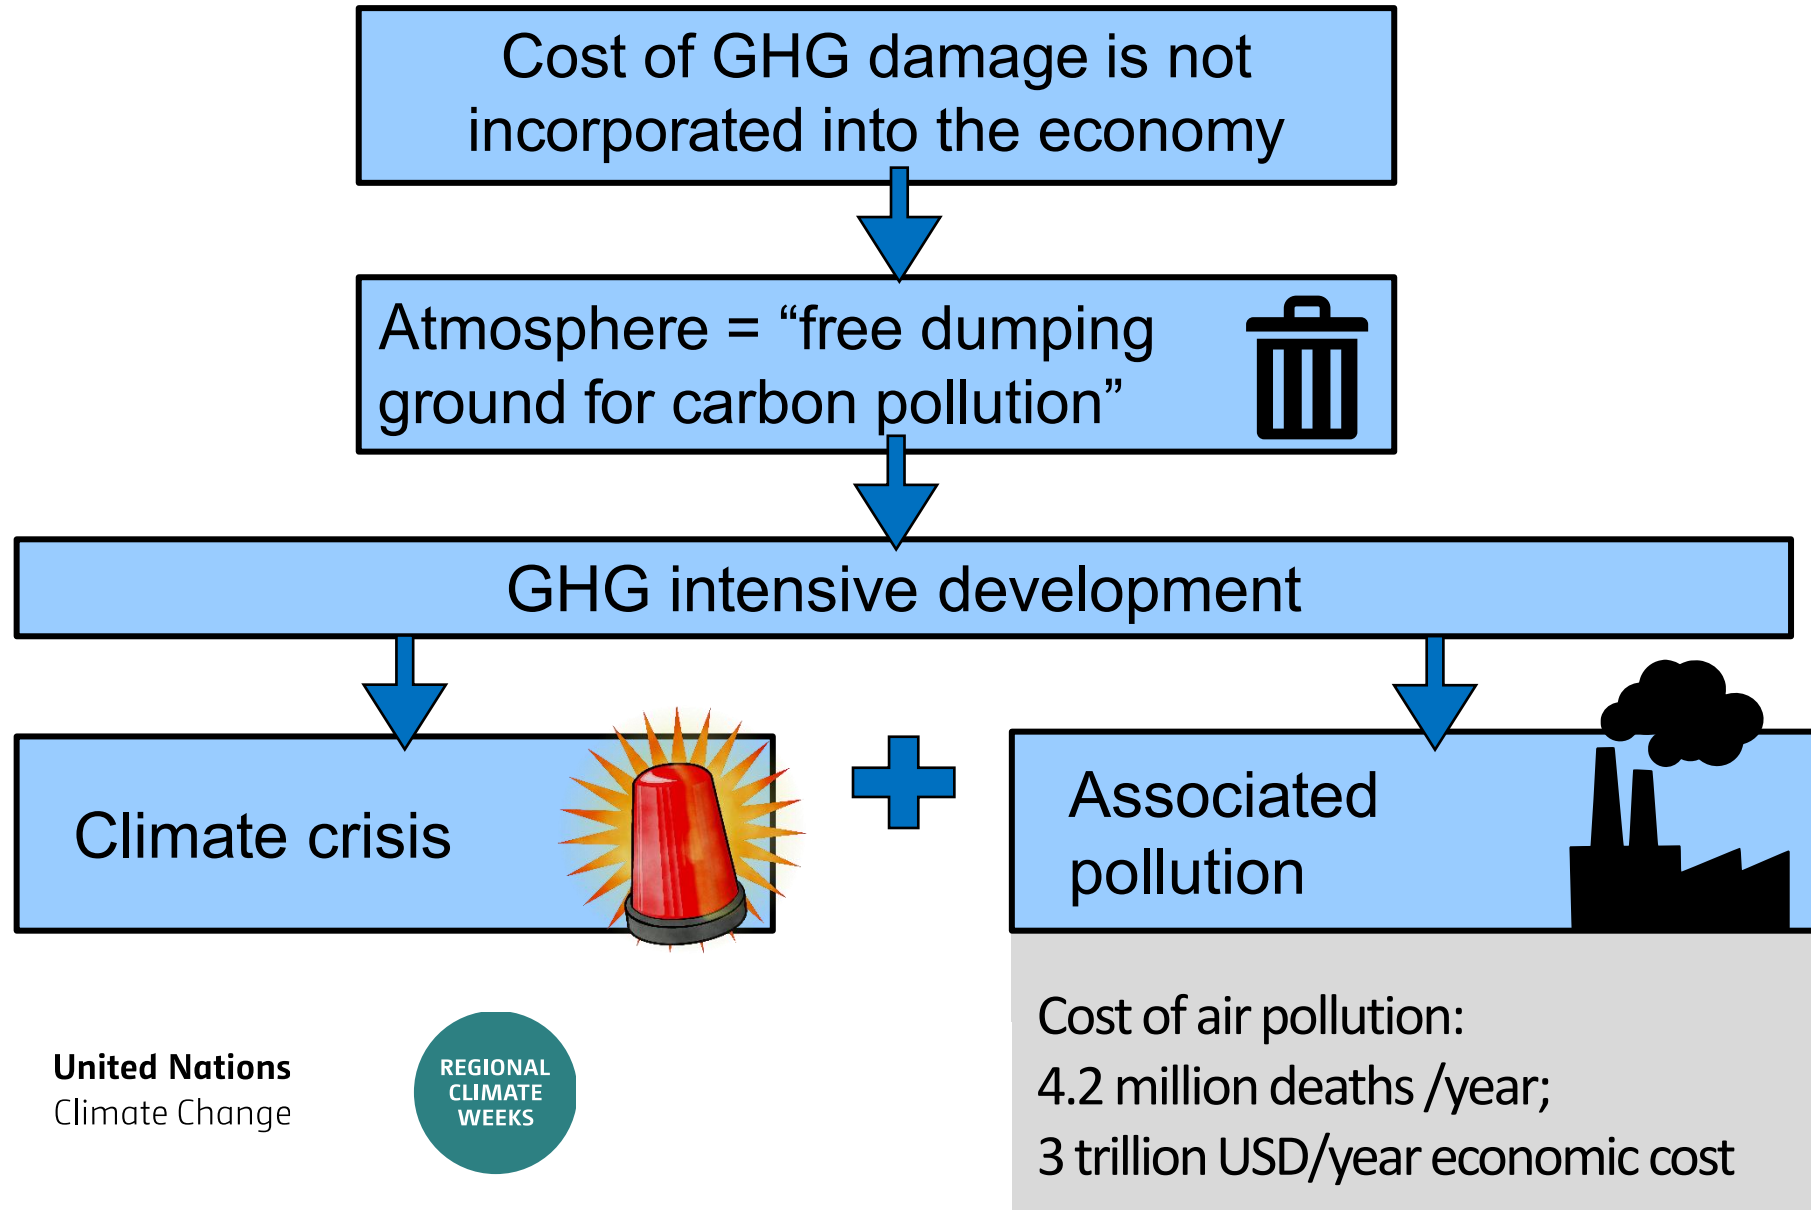 Cost of GHG damage is not
incorporated into the economy
Atmosphere = “free dumping
ground for carbon pollution”
GHG intensive development
Climate crisis
Associated
pollution
Cost of air pollution:
4.2 million deaths /year;
3 trillion USD/year economic cost
United Nations
Climate Change
REGIONAL
CLIMATE
WEEKS